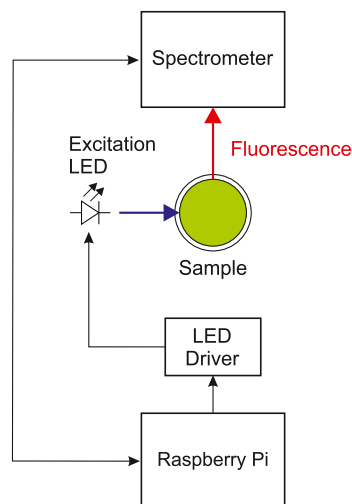 Spectrometer
Excitation
LED
Fluorescence
Sample
LED
Driver
Raspberry Pi